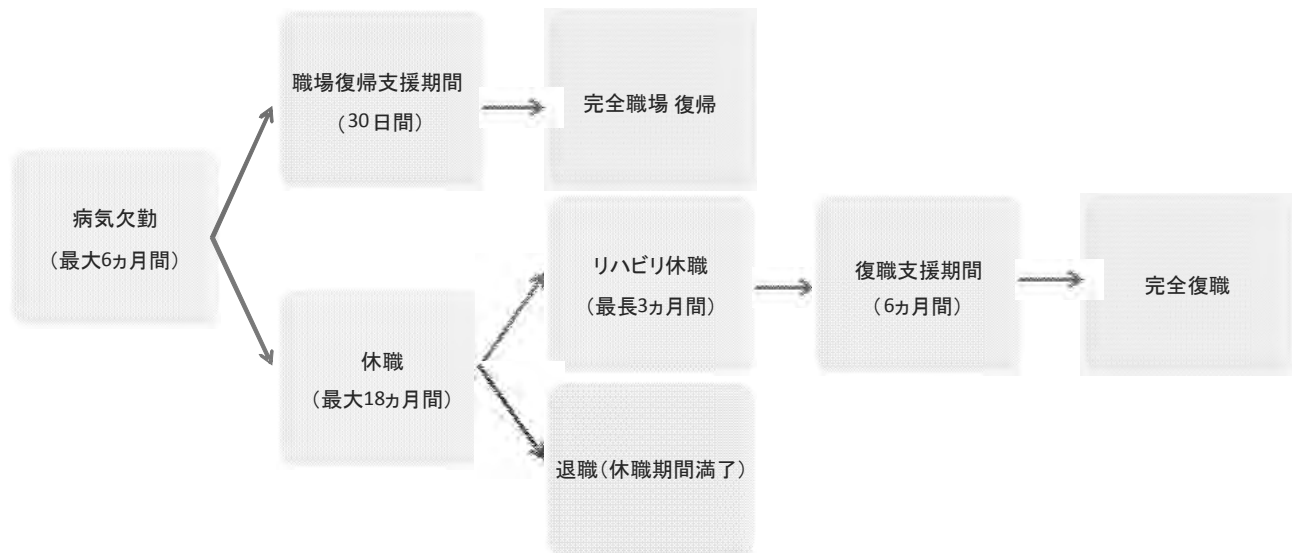 職場復帰支援期間
（30日間）
完全職場 復帰
病気欠勤
（最大6ヵ月間）
リハビリ休職
（最長3ヵ月間）
復職支援期間
（6ヵ月間）
完全復職
休職
（最大18ヵ月間）
退職（休職期間満了）